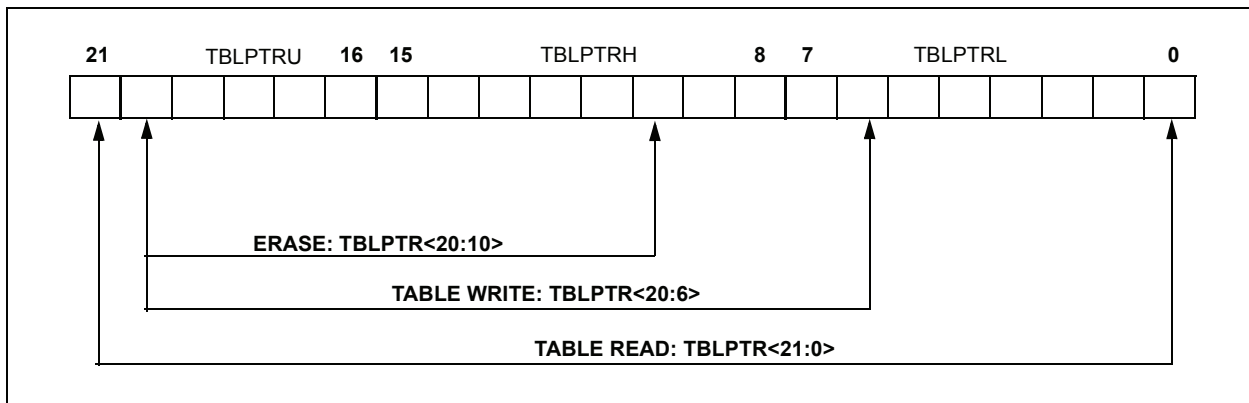 21 TBLPTRU 16 15 TBLPTRH 8 7 TBLPTRL 0
ERASE: TBLPTR<20:10>
TABLE WRITE: TBLPTR<20:6>
TABLE READ: TBLPTR<21:0>